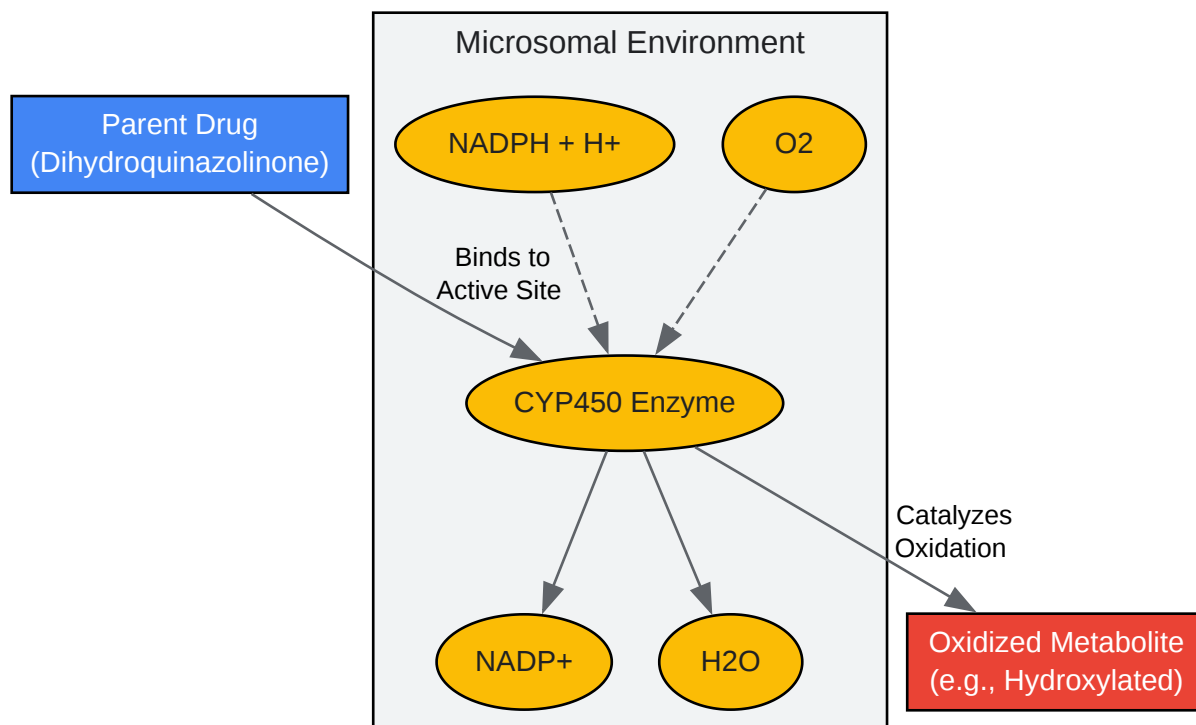 Microsomal Environment
Parent Drug
(Dihydroquinazolinone)
NADPH + H+
O2
Binds to
Active Site
CYP450 Enzyme
Catalyzes
Oxidation
NADP+
H2O
Oxidized Metabolite
(e.g., Hydroxylated)